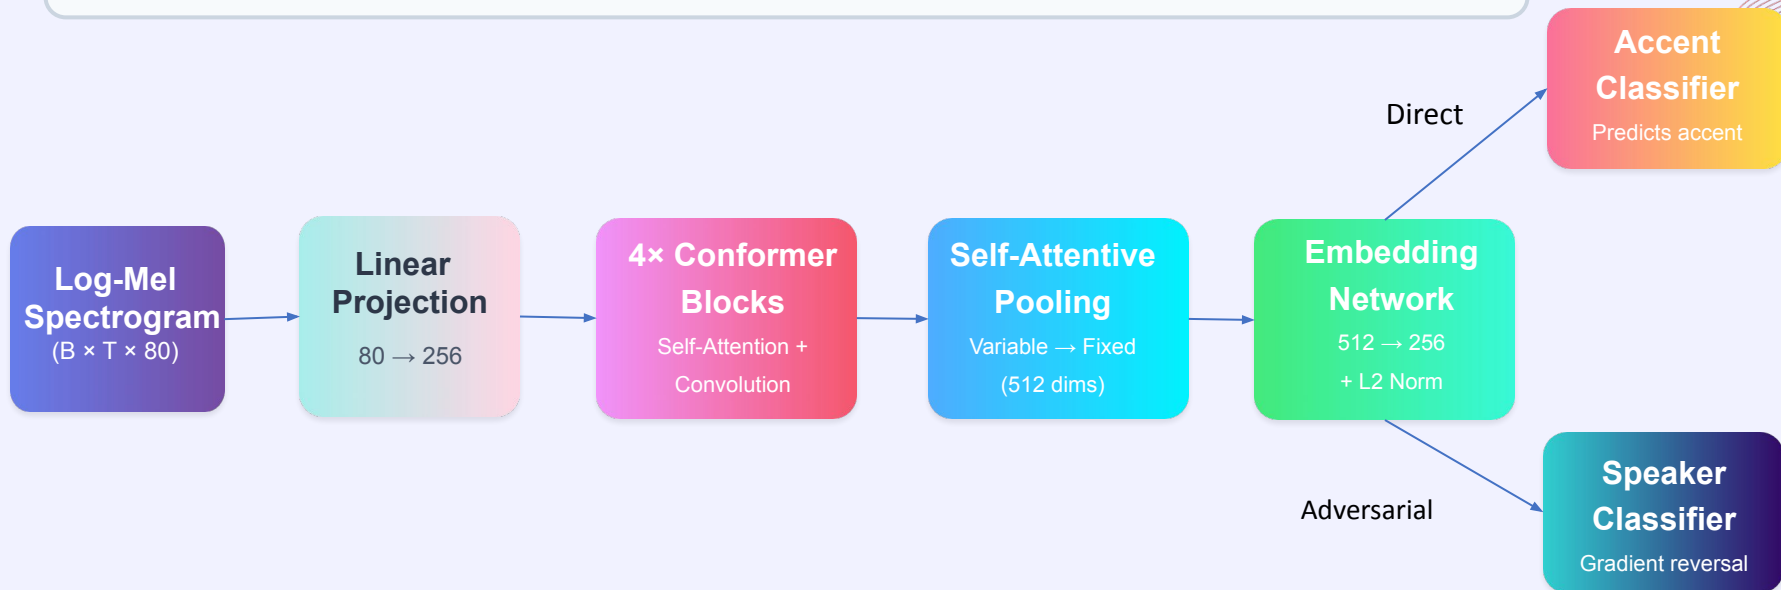 Log-Mel
Spectrogram
(B × T × 80)
Linear
Projection
80 → 256
4× Conformer
Blocks
Self-Attention +
Convolution
Self-Attentive
Pooling
Variable → Fixed
(512 dims)
Embedding
Network
512 → 256
+ L2 Norm
Direct
Accent
Classifier
Predicts accent
Adversarial
Speaker
Classifier
Gradient reversal